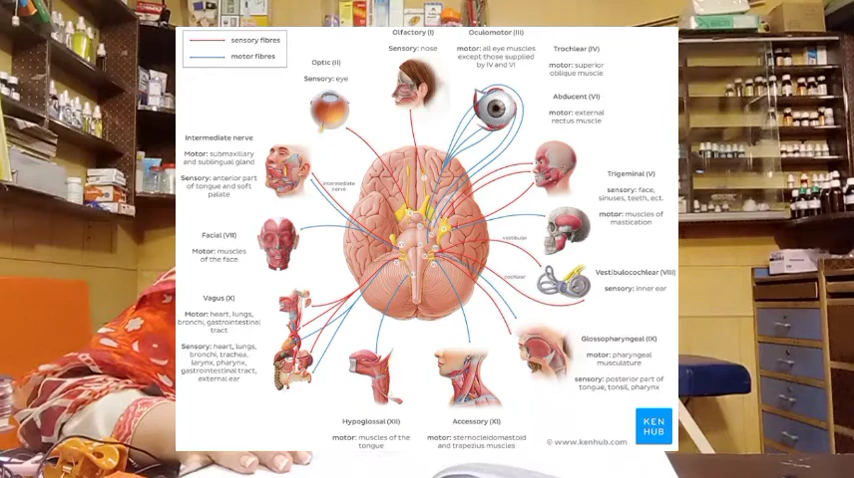 sensory fibres
motor fibres
Olfactory (I)
Sensory: nose
Oculomotor (III)
motor: all eye muscles
except those supplied
by IV and VI
Trochlear (IV)
motor: superior
oblique muscle
Optic (II)
Sensory: eye
Abducent (VI)
motor: external
rectus muscle
Intermediate nerve
Motor: submaxillary
and sublingual gland
Sensory: anterior part
of tongue and soft
palate
intermediate
nerve
Trigeminal (V)
sensory: face,
sinuses, teeth, ect.
motor: muscles of
mastication
Facial
Motor: muscles
of the face
vestibular
cochlear
Vestibulocochlear (VIII)
sensory: inner ear
Vagus (X)
Motor: heart, lungs,
bronchi, gastrointestinal
tract
Sensory: heart, lungs,
bronchi, trachea,
larynx, pharynx,
gastrointestinal tract,
external ear
Glossopharyngeal (IX)
motor: pharyngeal
musculature
sensory: posterior part of
tongue, tonsil, pharynx
Hypoglossal (XII)
motor: muscles of the
tongue
Accessory (XI)
motor: sternocleidomastoid
and trapezius muscles
KEN
HUB
© www.kenhub.com